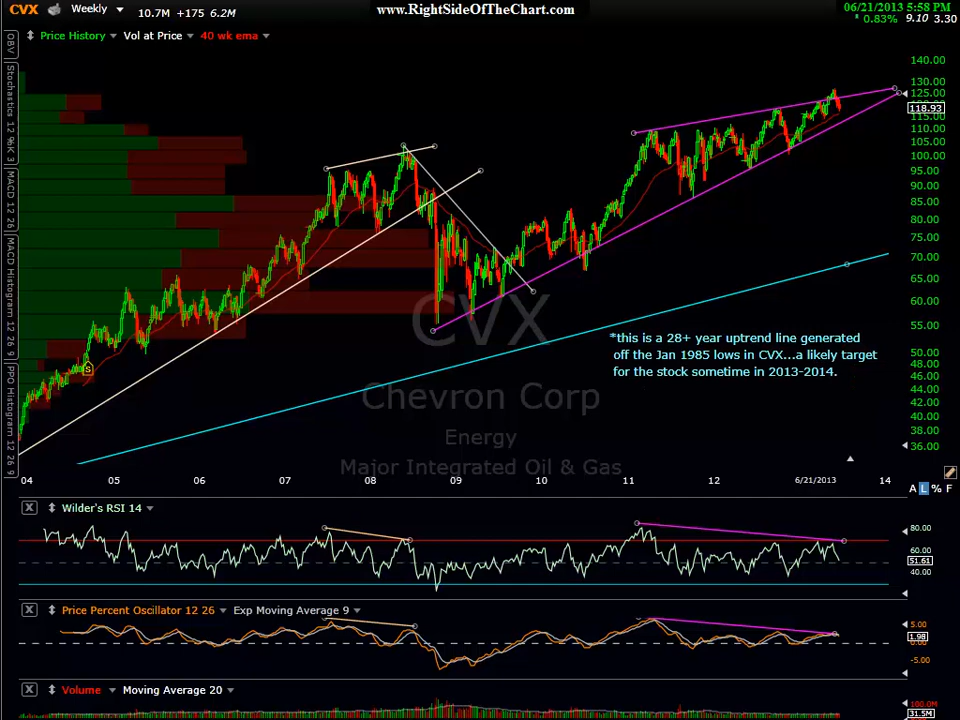 CVX Weekly 10.7M +175 6.2M www.RightSideOfTheChart.com 06/21/2013 5:58 PM
0.83% 9.10 3.30
Price History Vol at Price 40 wk ema
OBV
Stochastics 12 %K 3
MACD 12 26
MACD Histogram 12 26 9
PPO Histogram 12 26 9
140.00
130.00
125.00
118.93
115.00
110.00
105.00
100.00
95.00
90.00
85.00
80.00
75.00
70.00
65.00
60.00
55.00
50.00
48.00
46.00
44.00
42.00
40.00
38.00
36.00
CVX
Chevron Corp
Energy
Major Integrated Oil & Gas
*this is a 28+ year uptrend line generated
off the Jan 1985 lows in CVX...a likely target
for the stock sometime in 2013-2014.
S
04 05 06 07 08 09 10 11 12 6/21/2013 14
A L % F
X Wilder's RSI 14
80.00
60.00
51.61
40.00
X Price Percent Oscillator 12 26 Exp Moving Average 9
5.00
1.98
-5.00
X Volume Moving Average 20
100.0M
31.5M